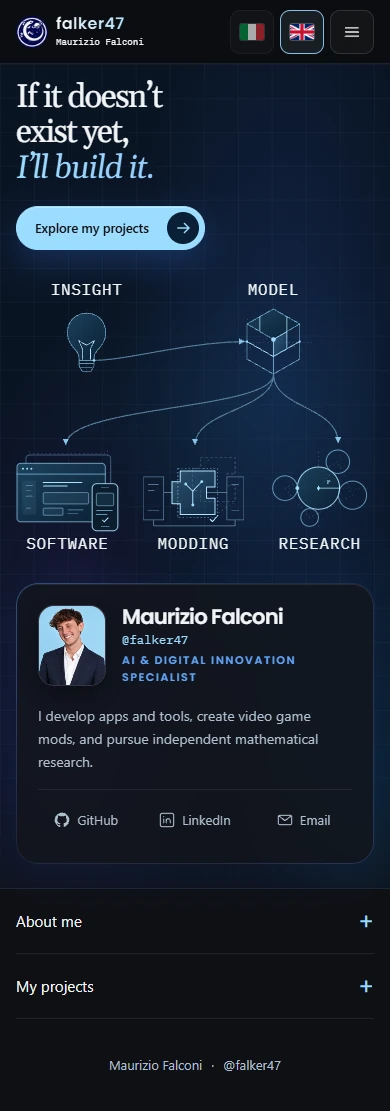 falker47
Maurizio Falconi
If it doesn’t
exist yet,
I’ll build it.
Explore my projects
INSIGHT
MODEL
SOFTWARE
MODDING
RESEARCH
Maurizio Falconi
@falker47
AI & DIGITAL INNOVATION
SPECIALIST
I develop apps and tools, create video game
mods, and pursue independent mathematical
research.
GitHub
LinkedIn
Email
About me
My projects
Maurizio Falconi · @falker47